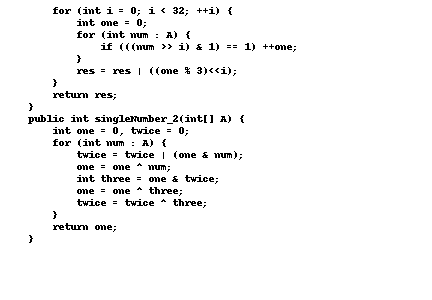 for (int i = 0; i < 32; ++i) {
int one = 0;
for (int num : A) {
if (((num >> i) & 1) == 1) ++one;
}
res = res | ((one % 3)<<i);
}
return res;
}
public int singleNumber_2(int[] A) {
int one = 0, twice = 0;
for (int num : A) {
twice = twice | (one & num);
one = one ^ num;
int three = one & twice;
one = one ^ three;
twice = twice ^ three;
}
return one;
}